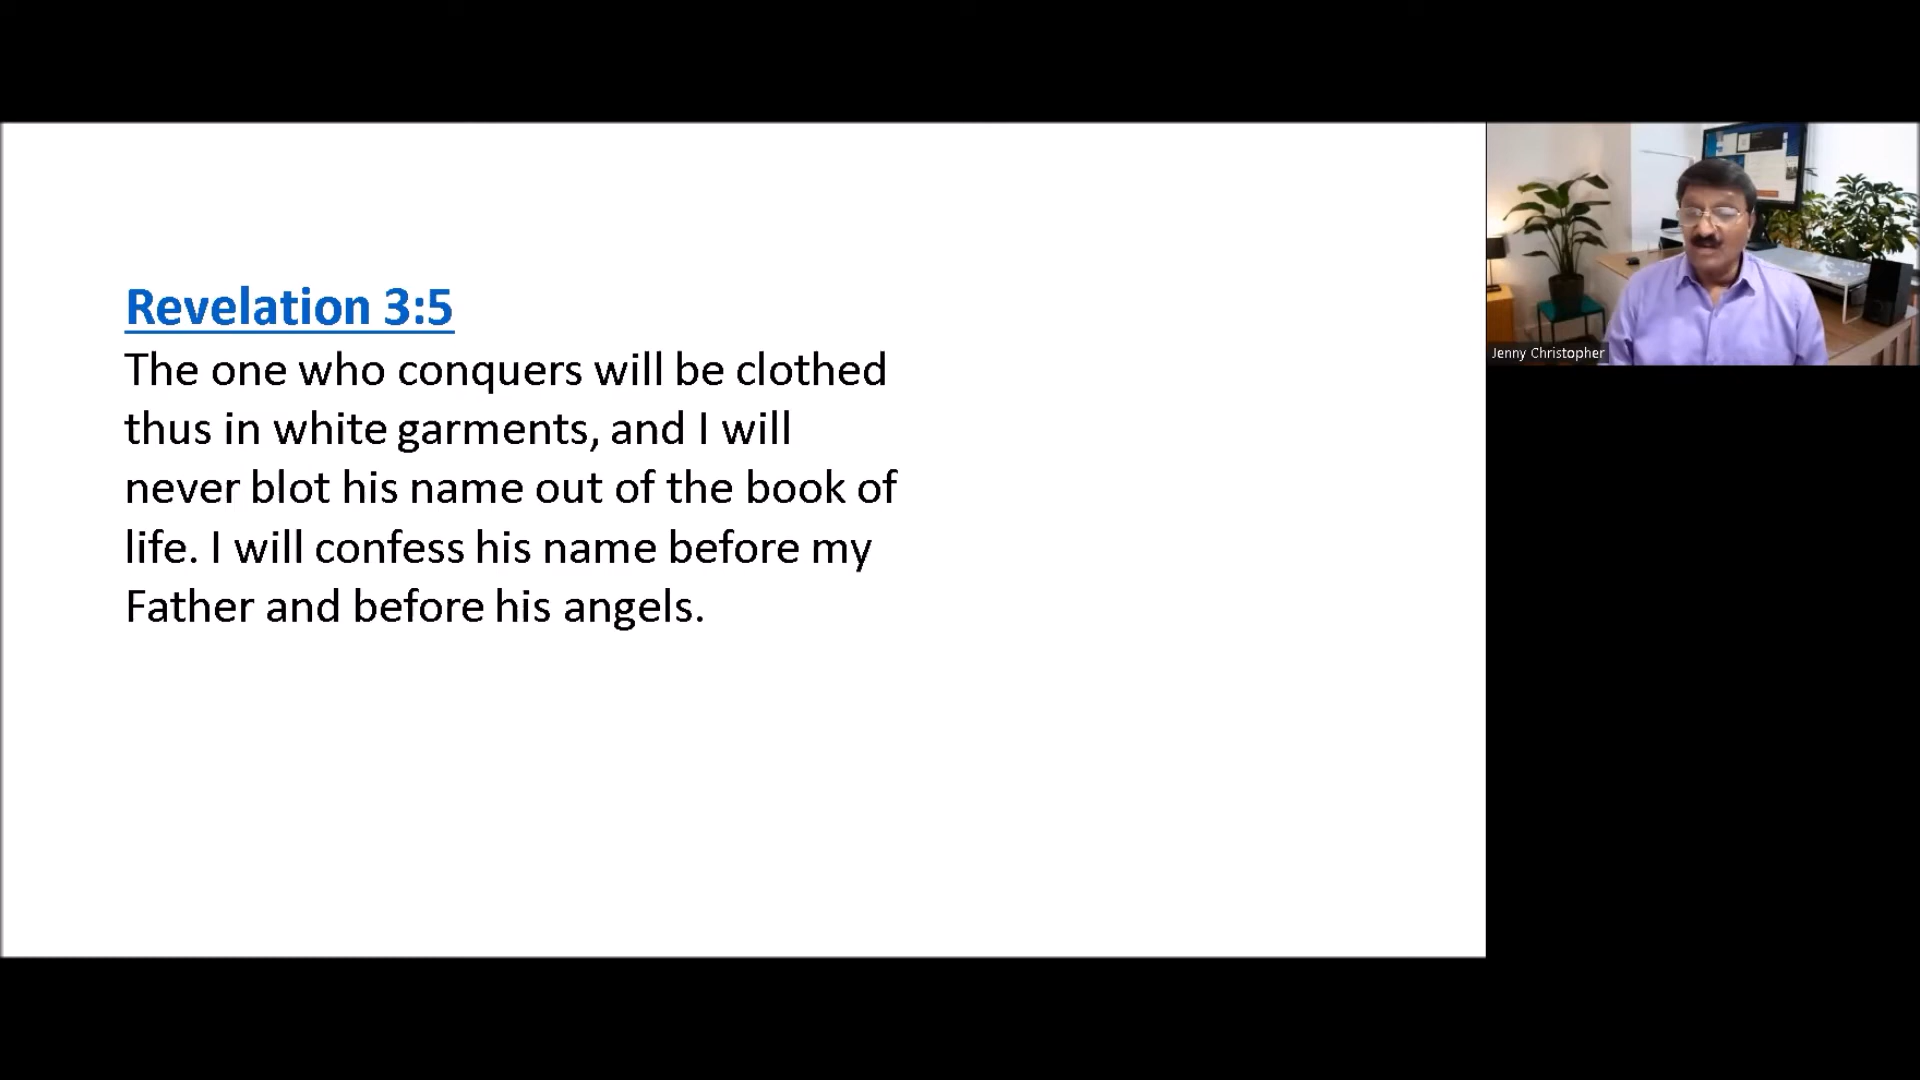 Revelation 3:5
The one who conquers will be clothed
thus in white garments, and I will
never blot his name out of the book of
life. I will confess his name before my
Father and before his angels.
Jenny Christopher